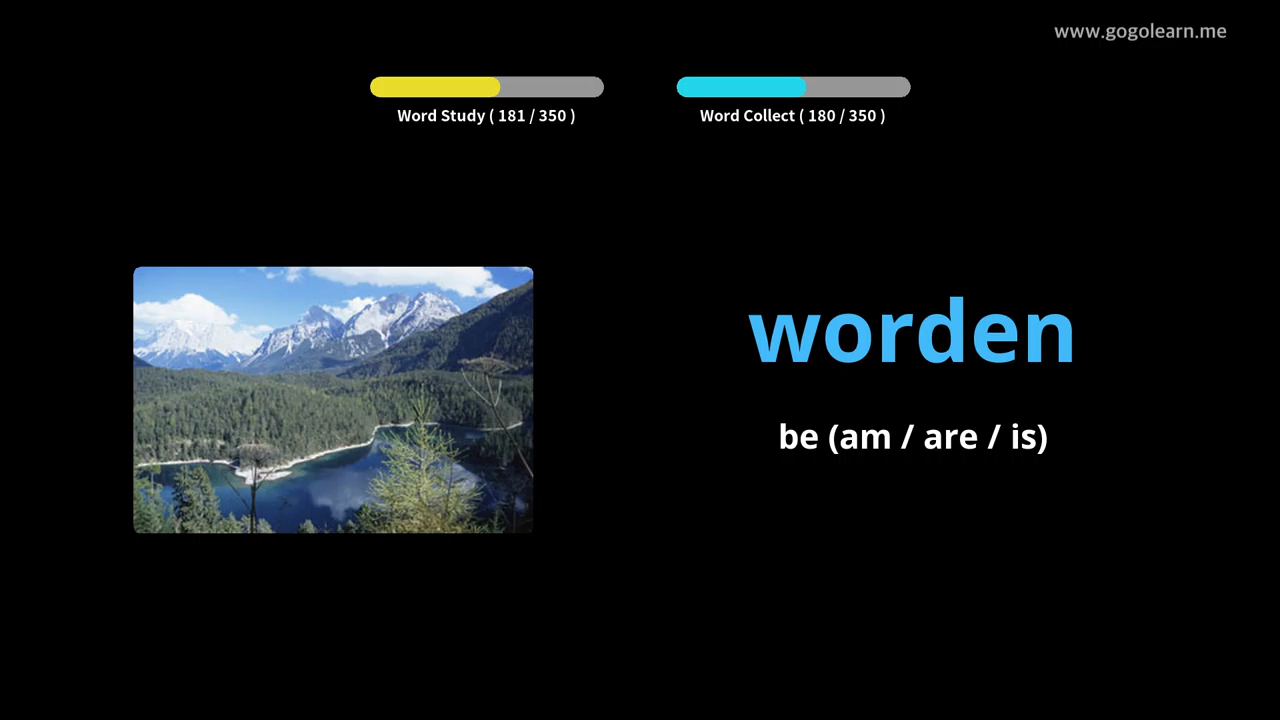 www.gogolearn.me
Word Study ( 181 / 350 )
Word Collect ( 180 / 350 )
worden
be (am / are / is)